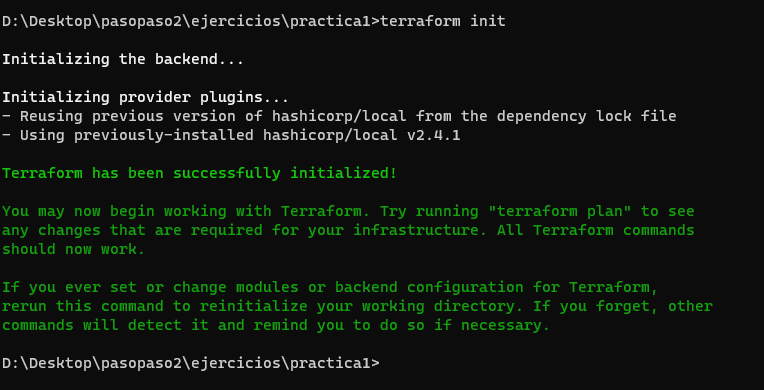 D:\Desktop\pasopaso2\ejercicios\practica1>terraform init
Initializing the backend...
Initializing provider plugins...
- Reusing previous version of hashicorp/local from the dependency lock file
- Using previously-installed hashicorp/local v2.4.1
Terraform has been successfully initialized!
You may now begin working with Terraform. Try running "terraform plan" to see
any changes that are required for your infrastructure. All Terraform commands
should now work.
If you ever set or change modules or backend configuration for Terraform,
rerun this command to reinitialize your working directory. If you forget, other
commands will detect it and remind you to do so if necessary.
D:\Desktop\pasopaso2\ejercicios\practica1>